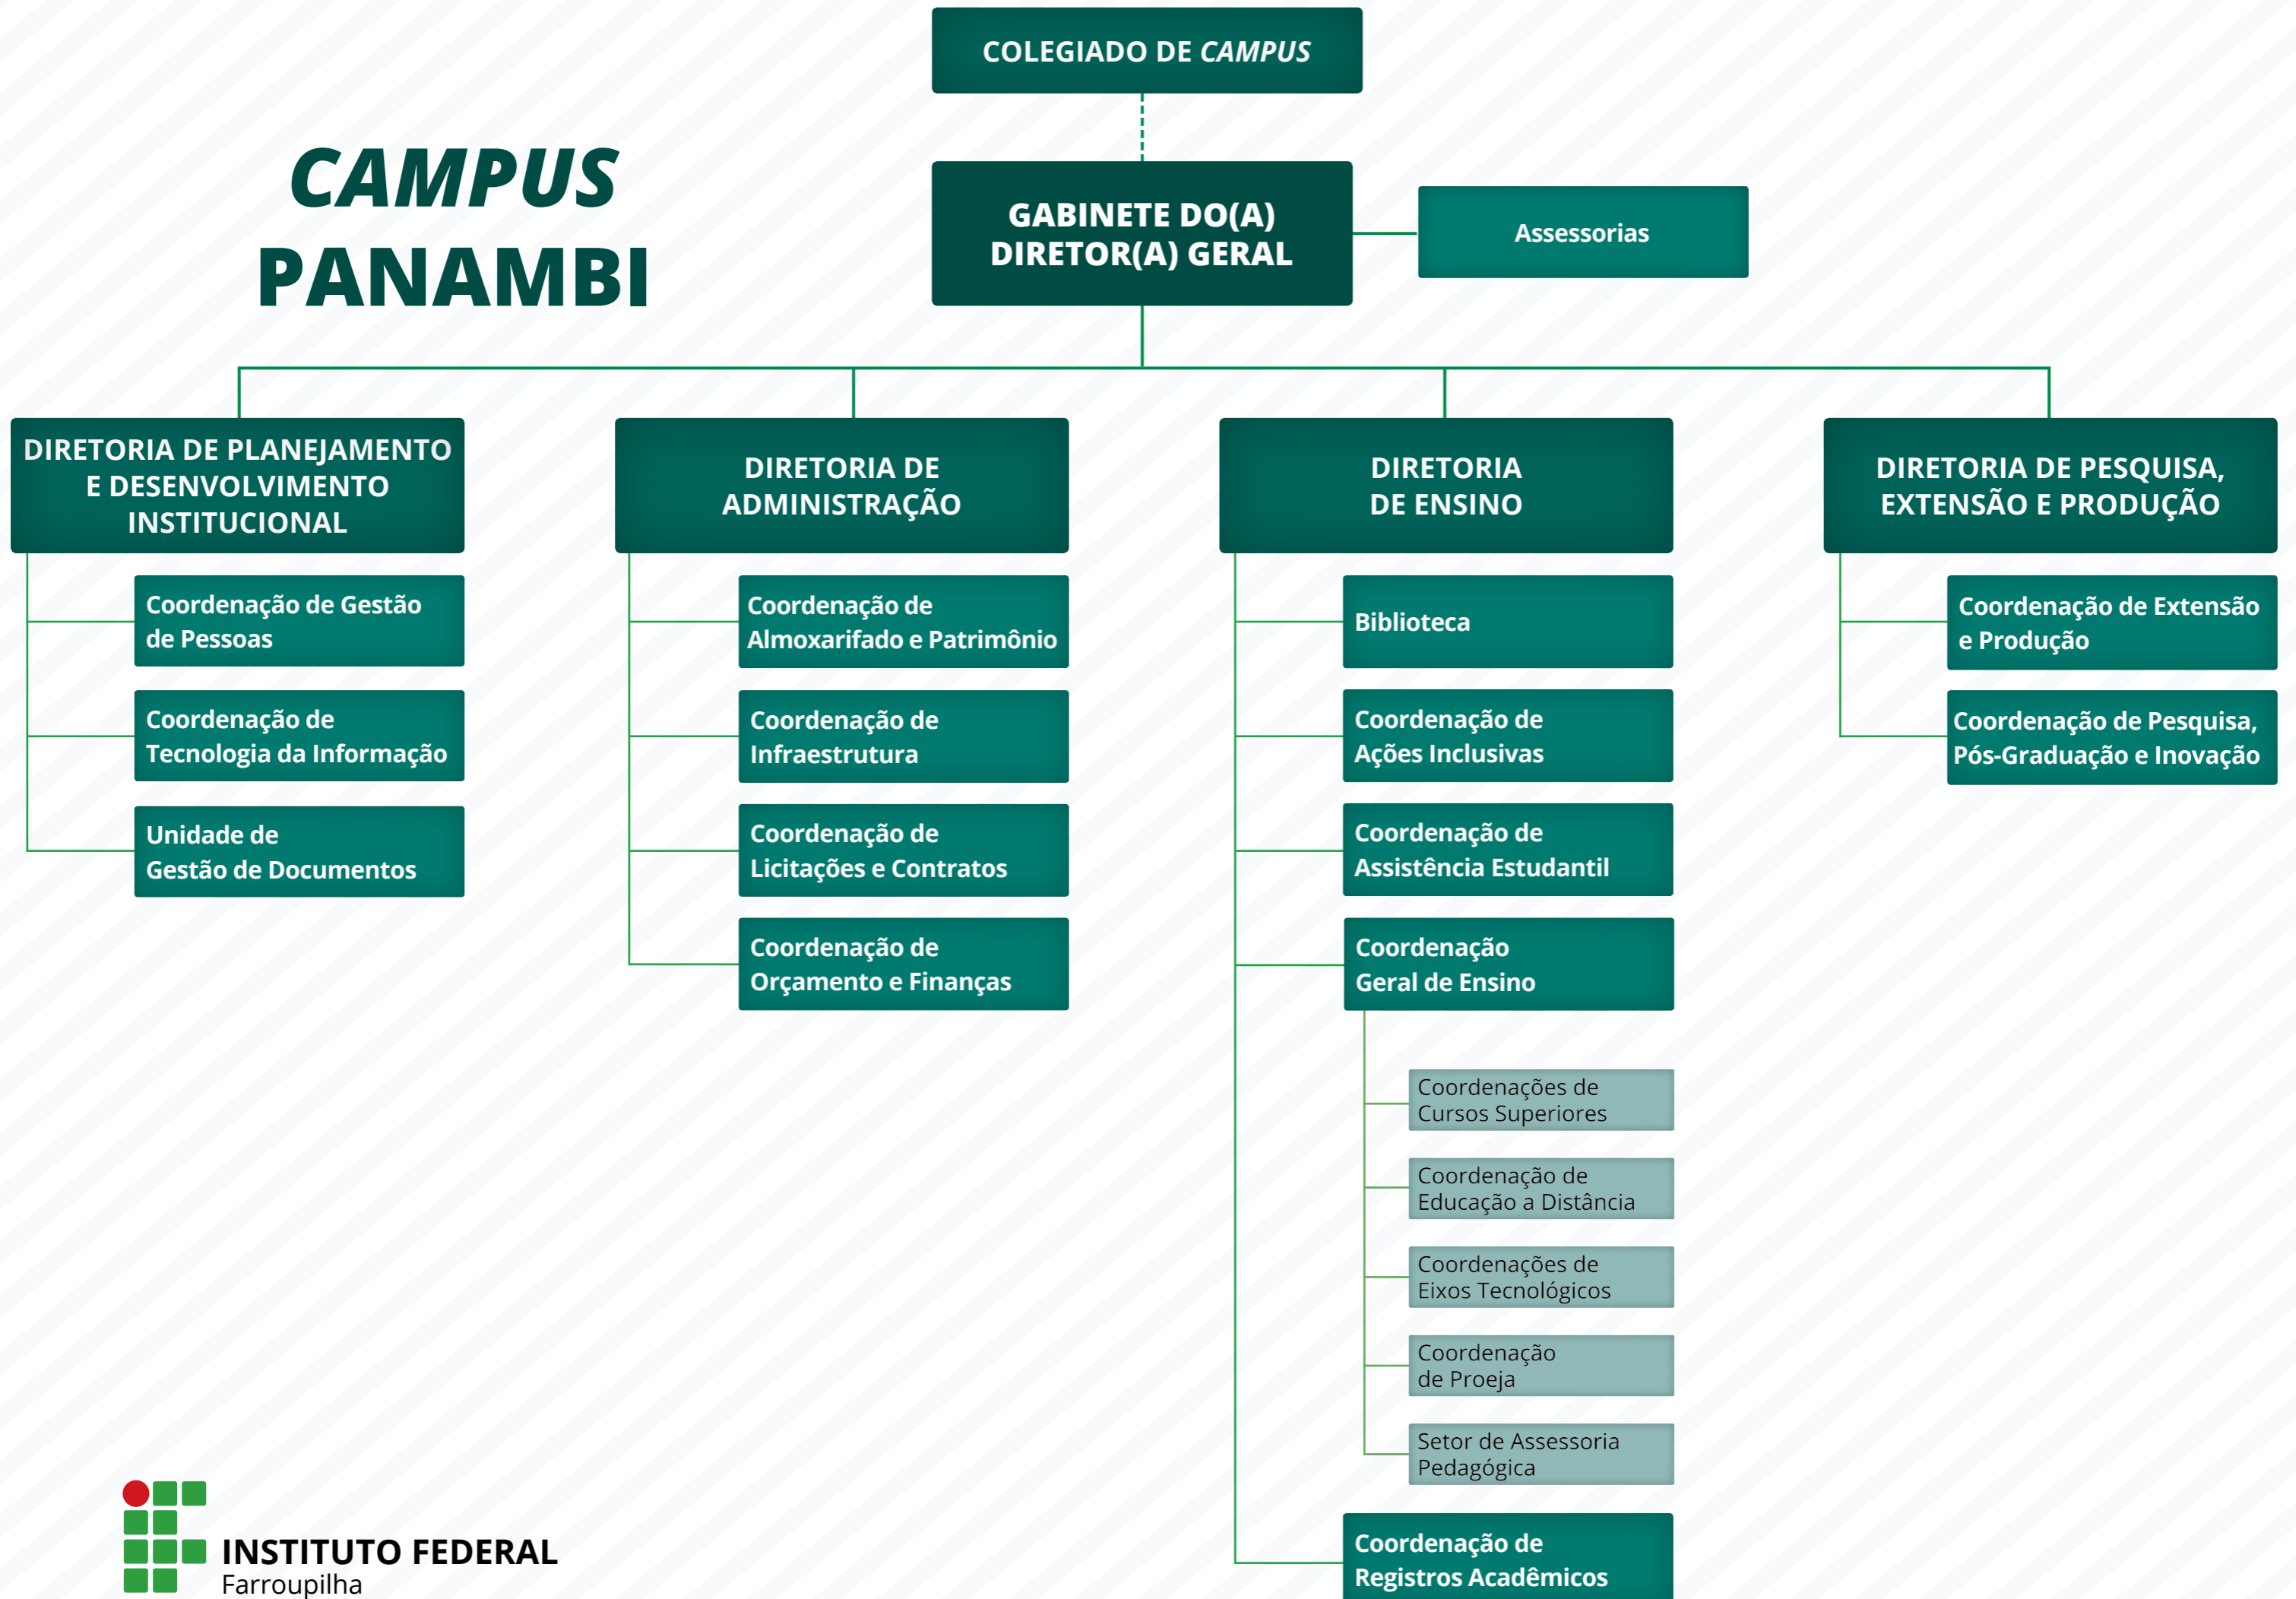 COLEGIADO DE CAMPUS
CAMPUS
PANAMBI
GABINETE DO(A)
DIRETOR(A) GERAL
Assessorias
DIRETORIA DE PLANEJAMENTO
E DESENVOLVIMENTO
INSTITUCIONAL
Coordenação de Gestão
de Pessoas
Coordenação de
Tecnologia da Informação
Unidade de
Gestão de Documentos
DIRETORIA DE
ADMINISTRAÇÃO
Coordenação de
Almoxarifado e Patrimônio
Coordenação de
Infraestrutura
Coordenação de
Licitações e Contratos
Coordenação de
Orçamento e Finanças
DIRETORIA
DE ENSINO
Biblioteca
Coordenação de
Ações Inclusivas
Coordenação de
Assistência Estudantil
Coordenação
Geral de Ensino
Coordenações de
Cursos Superiores
Coordenação de
Educação a Distância
Coordenações de
Eixos Tecnológicos
Coordenação
de Proeja
Setor de Assessoria
Pedagógica
Coordenação de
Registros Acadêmicos
DIRETORIA DE PESQUISA,
EXTENSÃO E PRODUÇÃO
Coordenação de Extensão
e Produção
Coordenação de Pesquisa,
Pós-Graduação e Inovação
INSTITUTO FEDERAL
Farroupilha